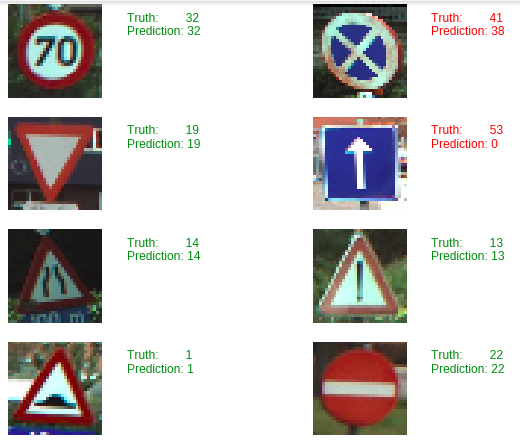 70
Truth: 32
Prediction: 32
Truth: 41
Prediction: 38
Truth: 19
Prediction: 19
Truth: 53
Prediction: 0
Truth: 14
Prediction: 14
Truth: 13
Prediction: 13
Truth: 1
Prediction: 1
Truth: 22
Prediction: 22